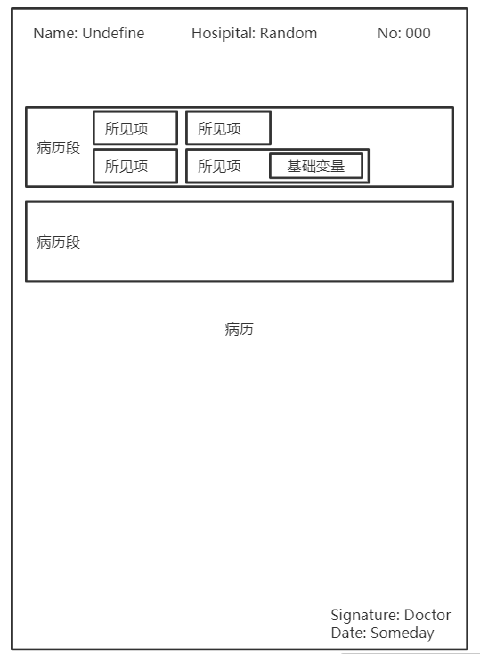 Name: Undefine Hosipital: Random No: 000
所见项 所见项
病历段
所见项 所见项 基础变量
病历段
病历
Signature: Doctor
Date: Someday